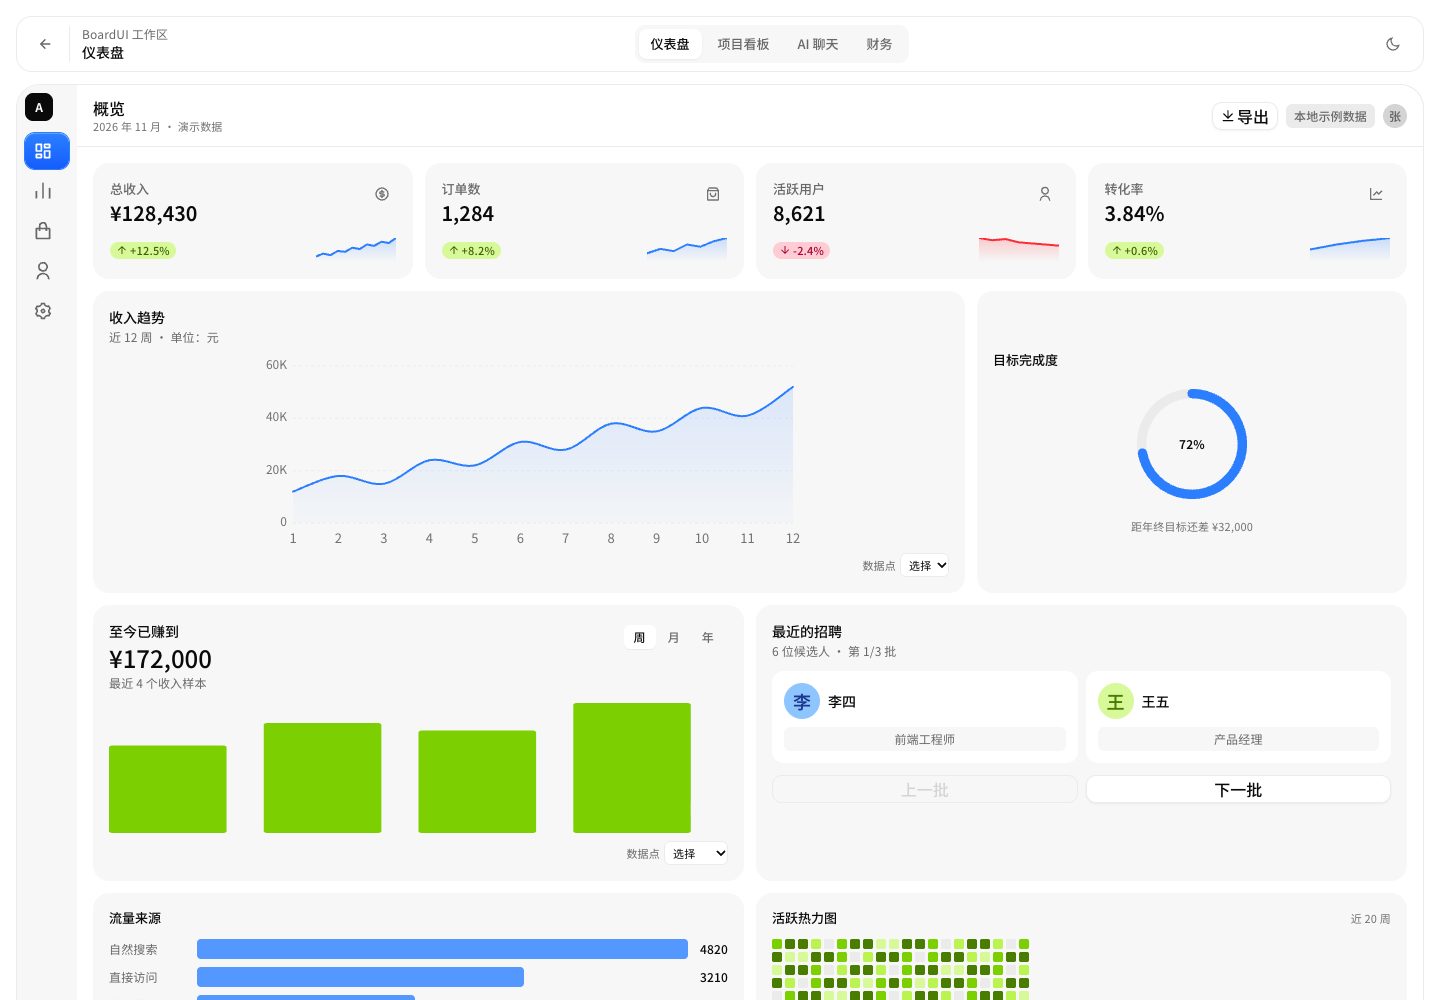 BoardUI 工作区
仪表盘
仪表盘 项目看板 AI 聊天 财务
A
概览
2026 年 11 月 · 演示数据
导出
本地示例数据
张
总收入
¥128,430
+12.5%
订单数
1,284
+8.2%
活跃用户
8,621
-2.4%
转化率
3.84%
+0.6%
收入趋势
近 12 周 · 单位：元
60K
40K
20K
0
1 2 3 4 5 6 7 8 9 10 11 12
数据点 选择
目标完成度
72%
距年终目标还差 ¥32,000
至今已赚到
¥172,000
最近 4 个收入样本
周 月 年
数据点 选择
最近的招聘
6 位候选人 · 第 1/3 批
李 李四
前端工程师
王 王五
产品经理
上一批 下一批
流量来源
自然搜索 4820
直接访问 3210
活跃热力图
近 20 周